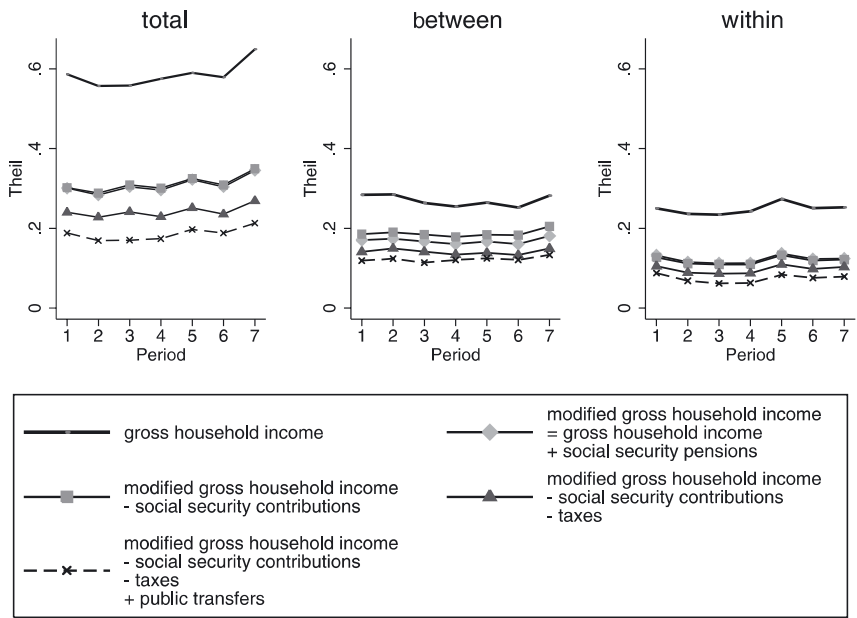 total
between
within
Theil
0
.2
.4
.6
1 2 3 4 5 6 7
Period
Theil
0
.2
.4
.6
1 2 3 4 5 6 7
Period
Theil
0
.2
.4
.6
1 2 3 4 5 6 7
Period
gross household income
modified gross household income
= gross household income
+ social security pensions
modified gross household income
- social security contributions
modified gross household income
- social security contributions
- taxes
modified gross household income
- social security contributions
- taxes
+ public transfers